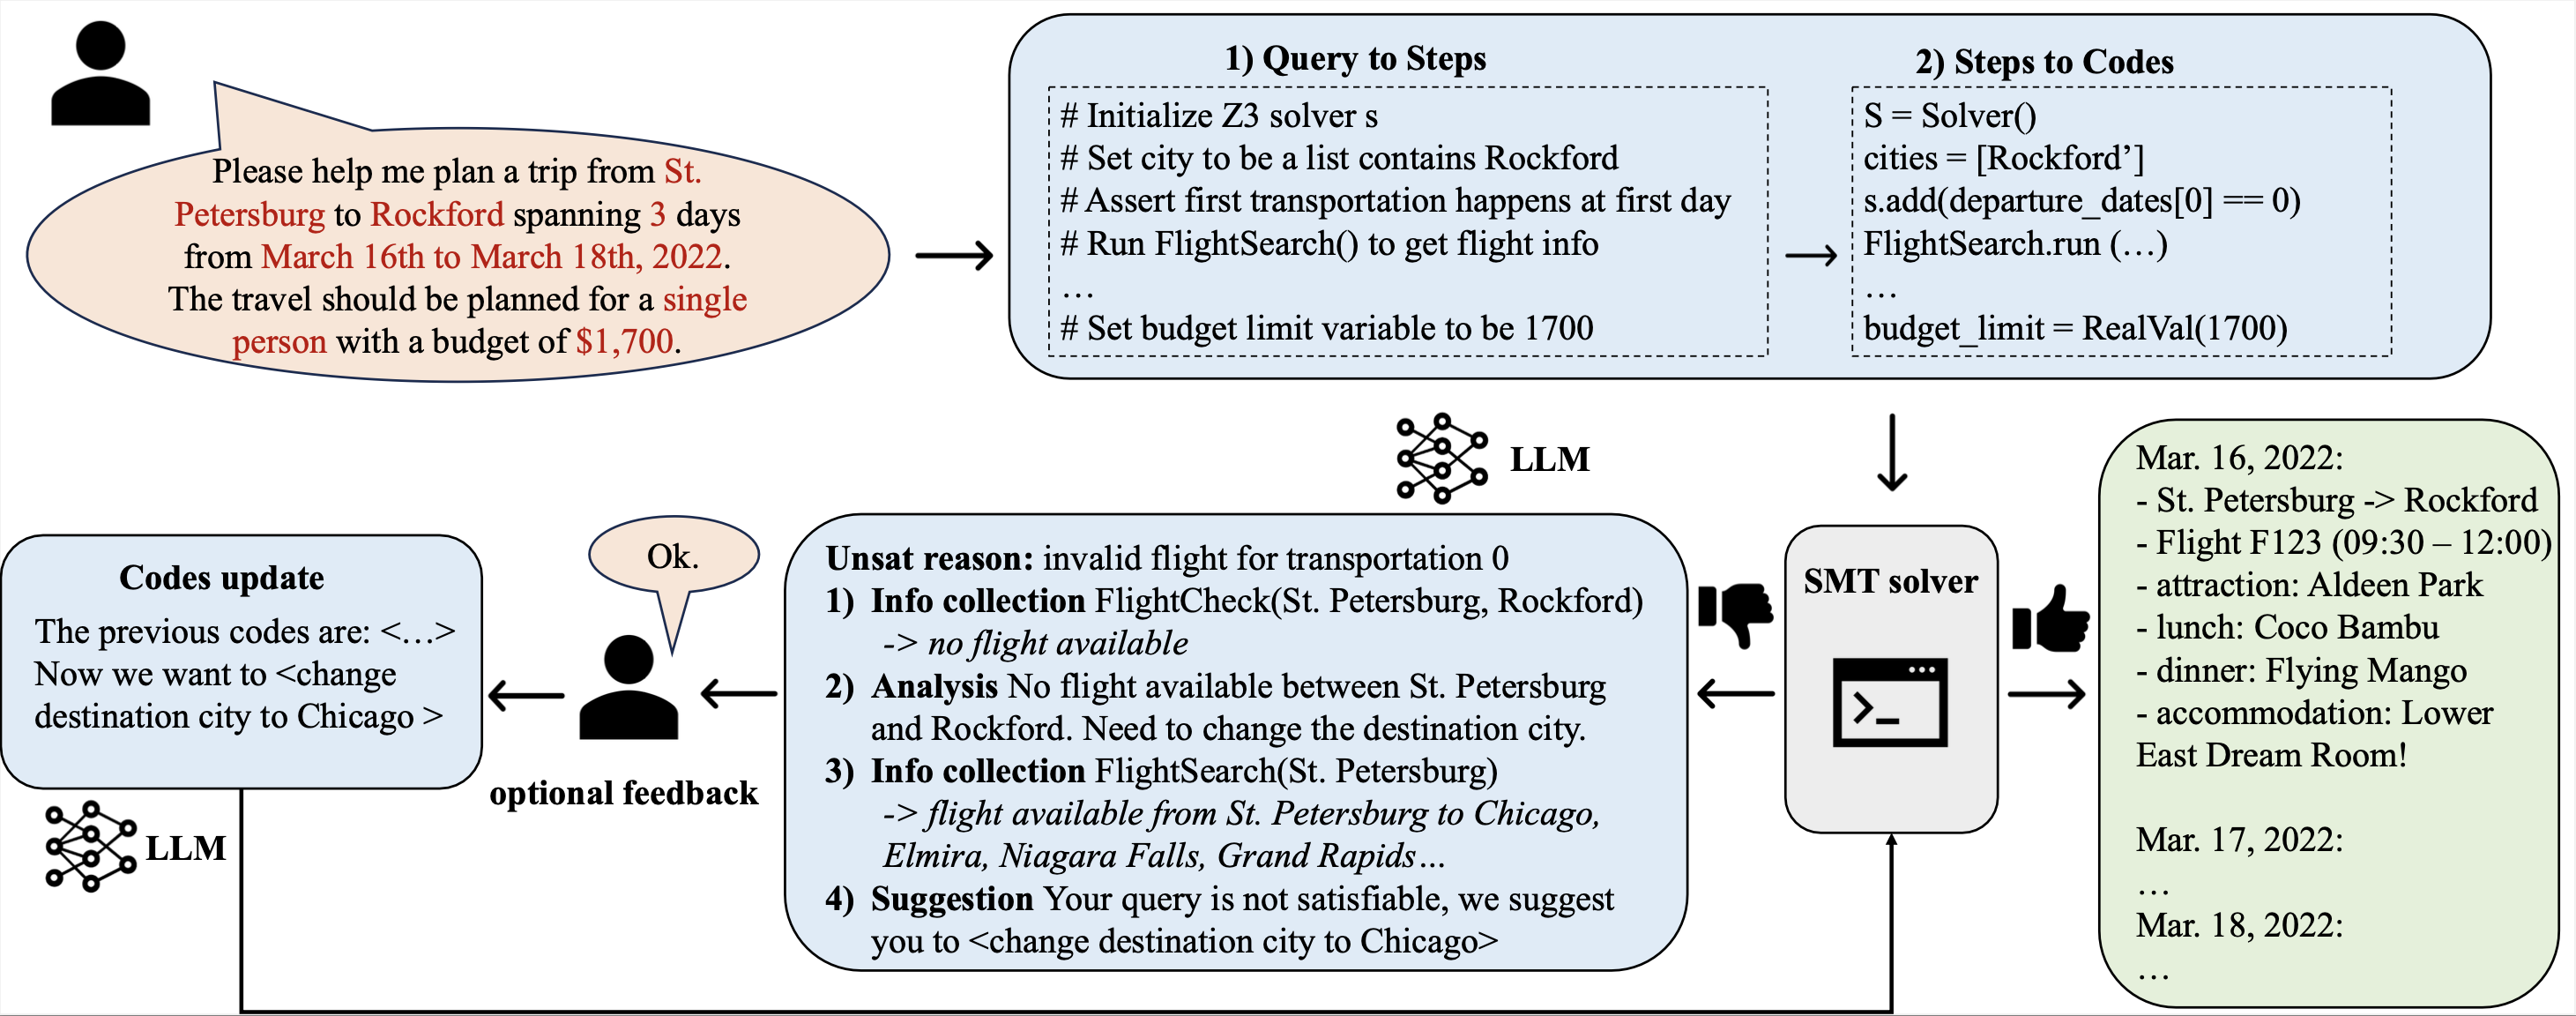 Please help me plan a trip from St.
Petersburg to Rockford spanning 3 days
from March 16th to March 18th, 2022.
The travel should be planned for a single
person with a budget of $1,700.
1) Query to Steps
# Initialize Z3 solver s
# Set city to be a list contains Rockford
# Assert first transportation happens at first day
# Run FlightSearch() to get flight info
…
# Set budget limit variable to be 1700
2) Steps to Codes
S = Solver()
cities = [Rockford’]
s.add(departure_dates[0] == 0)
FlightSearch.run (…)
…
budget_limit = RealVal(1700)
LLM
SMT solver
Mar. 16, 2022:
- St. Petersburg -> Rockford
- Flight F123 (09:30 – 12:00)
- attraction: Aldeen Park
- lunch: Coco Bambu
- dinner: Flying Mango
- accommodation: Lower
East Dream Room!
Mar. 17, 2022:
…
Mar. 18, 2022:
…
Unsat reason: invalid flight for transportation 0
1) Info collection FlightCheck(St. Petersburg, Rockford)
-> no flight available
2) Analysis No flight available between St. Petersburg
and Rockford. Need to change the destination city.
3) Info collection FlightSearch(St. Petersburg)
-> flight available from St. Petersburg to Chicago,
Elmira, Niagara Falls, Grand Rapids…
4) Suggestion Your query is not satisfiable, we suggest
you to <change destination city to Chicago>
Ok.
optional feedback
Codes update
The previous codes are: <…>
Now we want to <change
destination city to Chicago >
LLM